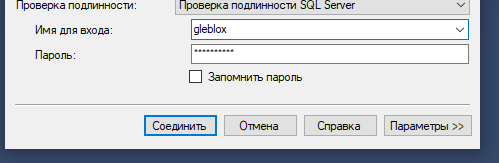 Проверка подлинности: Проверка подлинности SQL Server
Имя для входа: gleblox
Пароль: **********
Запомнить пароль
Соединить Отмена Справка Параметры >>